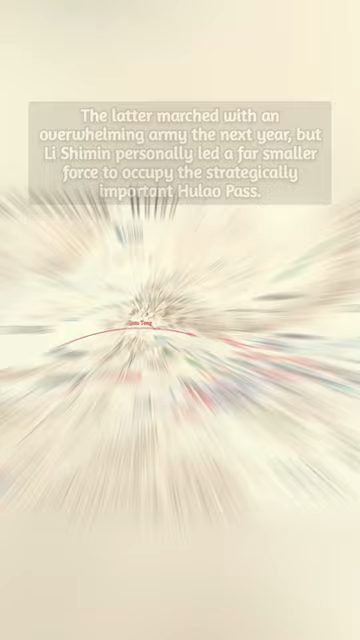 The latter marched with an
overwhelming army the next year, but
Li Shimin personally led a far smaller
force to occupy the strategically
important Hulao Pass.